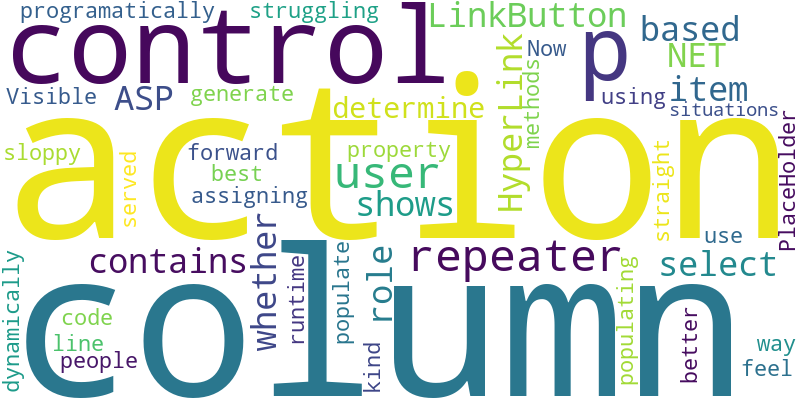 programatically
struggling
LinkButton
control
p
based
NET
Now
HyperLink
methods
Visible
ASP
generate
determine
using
item
situations
action
sloppy
served
forward
property
best
user
assigning
shows
straight
PlaceHolder
contains
whether
repeater
use
select
column
dynamically
code
line
people
runtime
populate
role
kind
populating
better
way
feel